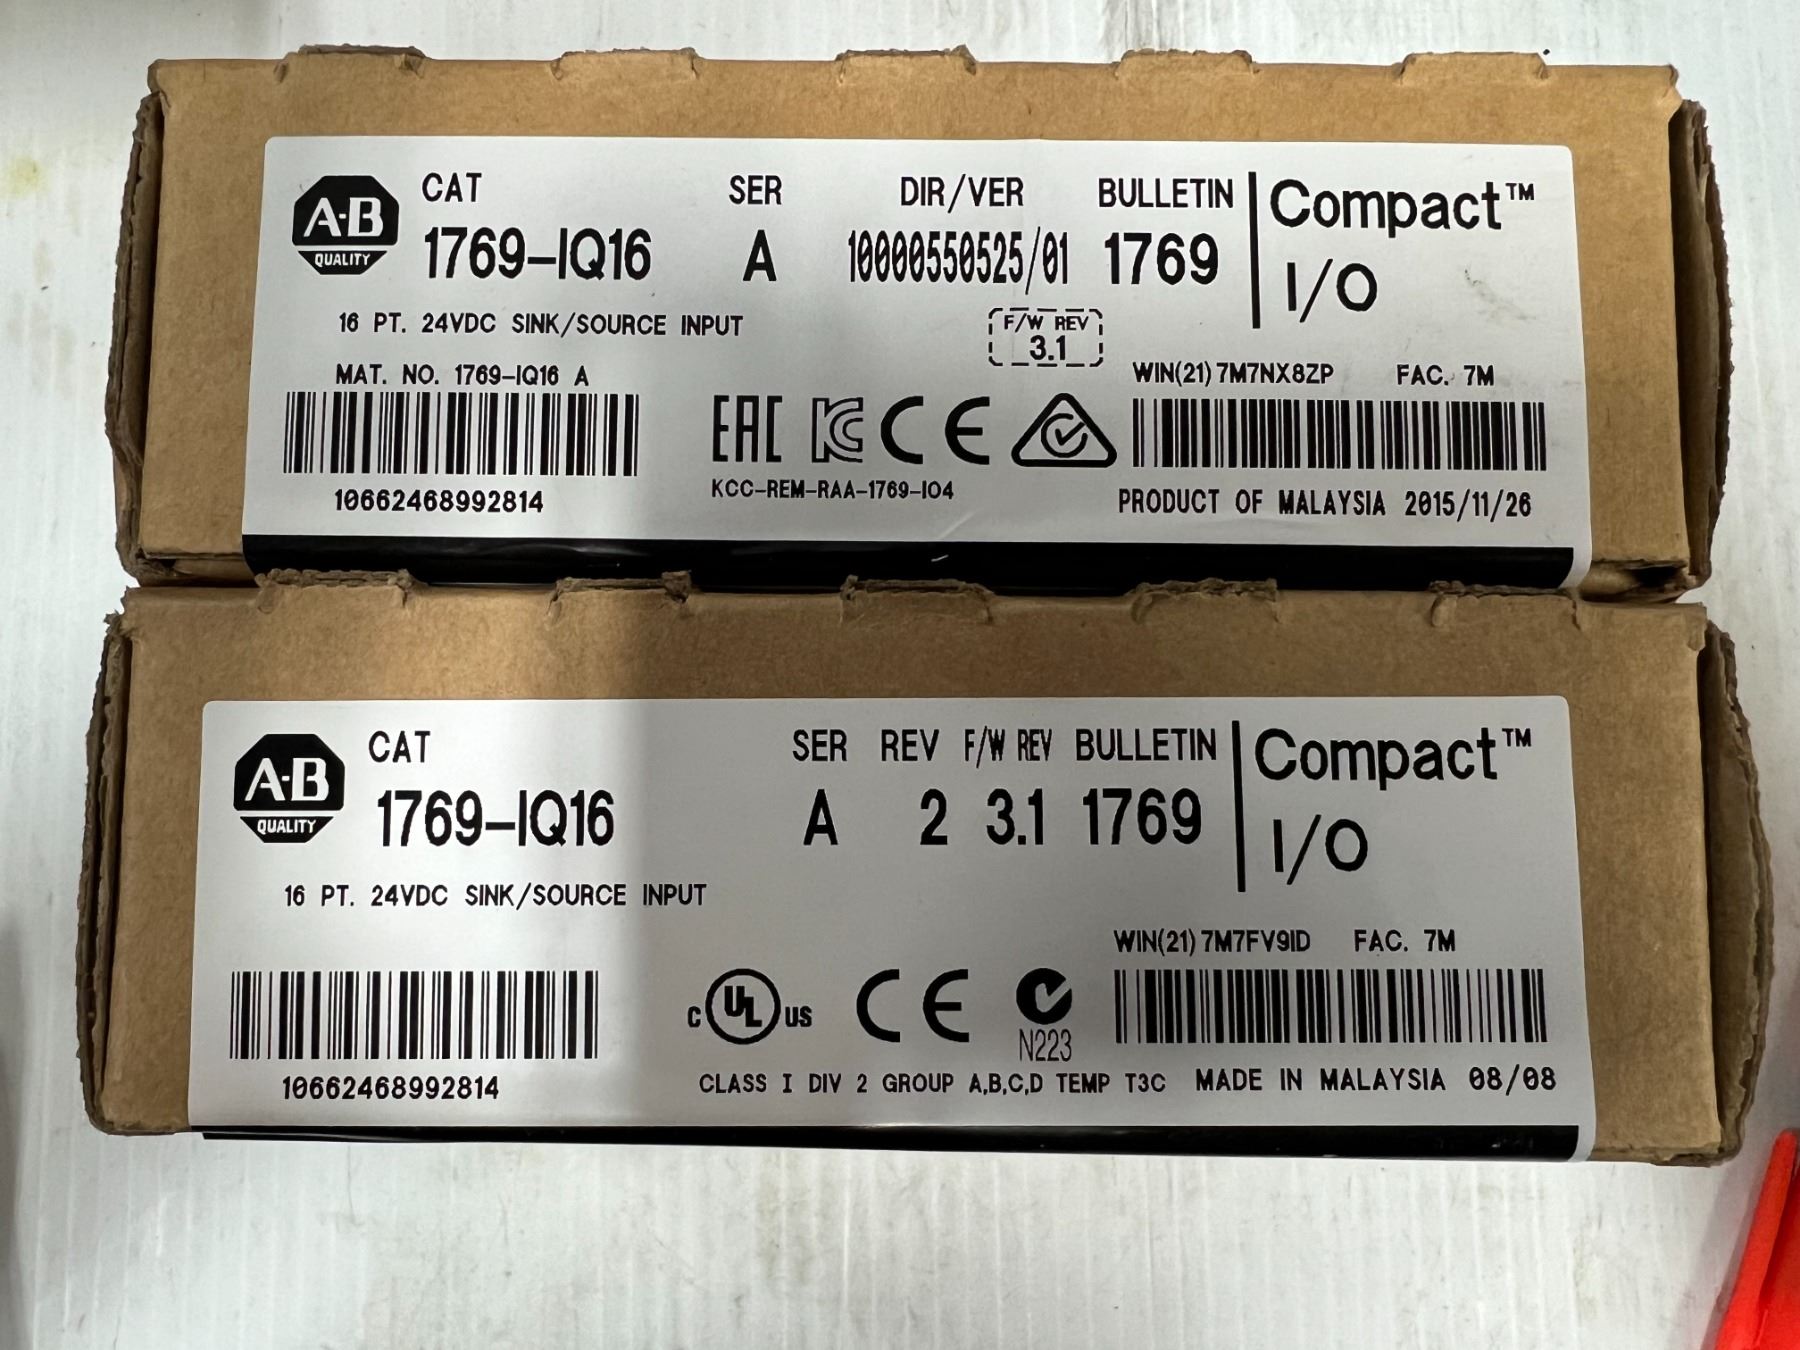 A-B
QUALITY
CAT SER DIR/VER BULLETIN
1769-IQ16 A 10000550525/01 1769
Compact™
I/O
16 PT. 24VDC SINK/SOURCE INPUT
F/W REV
3.1
MAT. NO. 1769-IQ16 A
WIN(21) 7M7NX8ZP FAC. 7M
EAC KC CE
KCC-REM-RAA-1769-IO4
10662468992814
PRODUCT OF MALAYSIA 2015/11/26
A-B
QUALITY
CAT SER REV F/W REV BULLETIN
1769-IQ16 A 2 3.1 1769
Compact™
I/O
16 PT. 24VDC SINK/SOURCE INPUT
WIN(21) 7M7FV9ID FAC. 7M
C UL US CE
N223
10662468992814
CLASS I DIV 2 GROUP A,B,C,D TEMP T3C MADE IN MALAYSIA 08/08